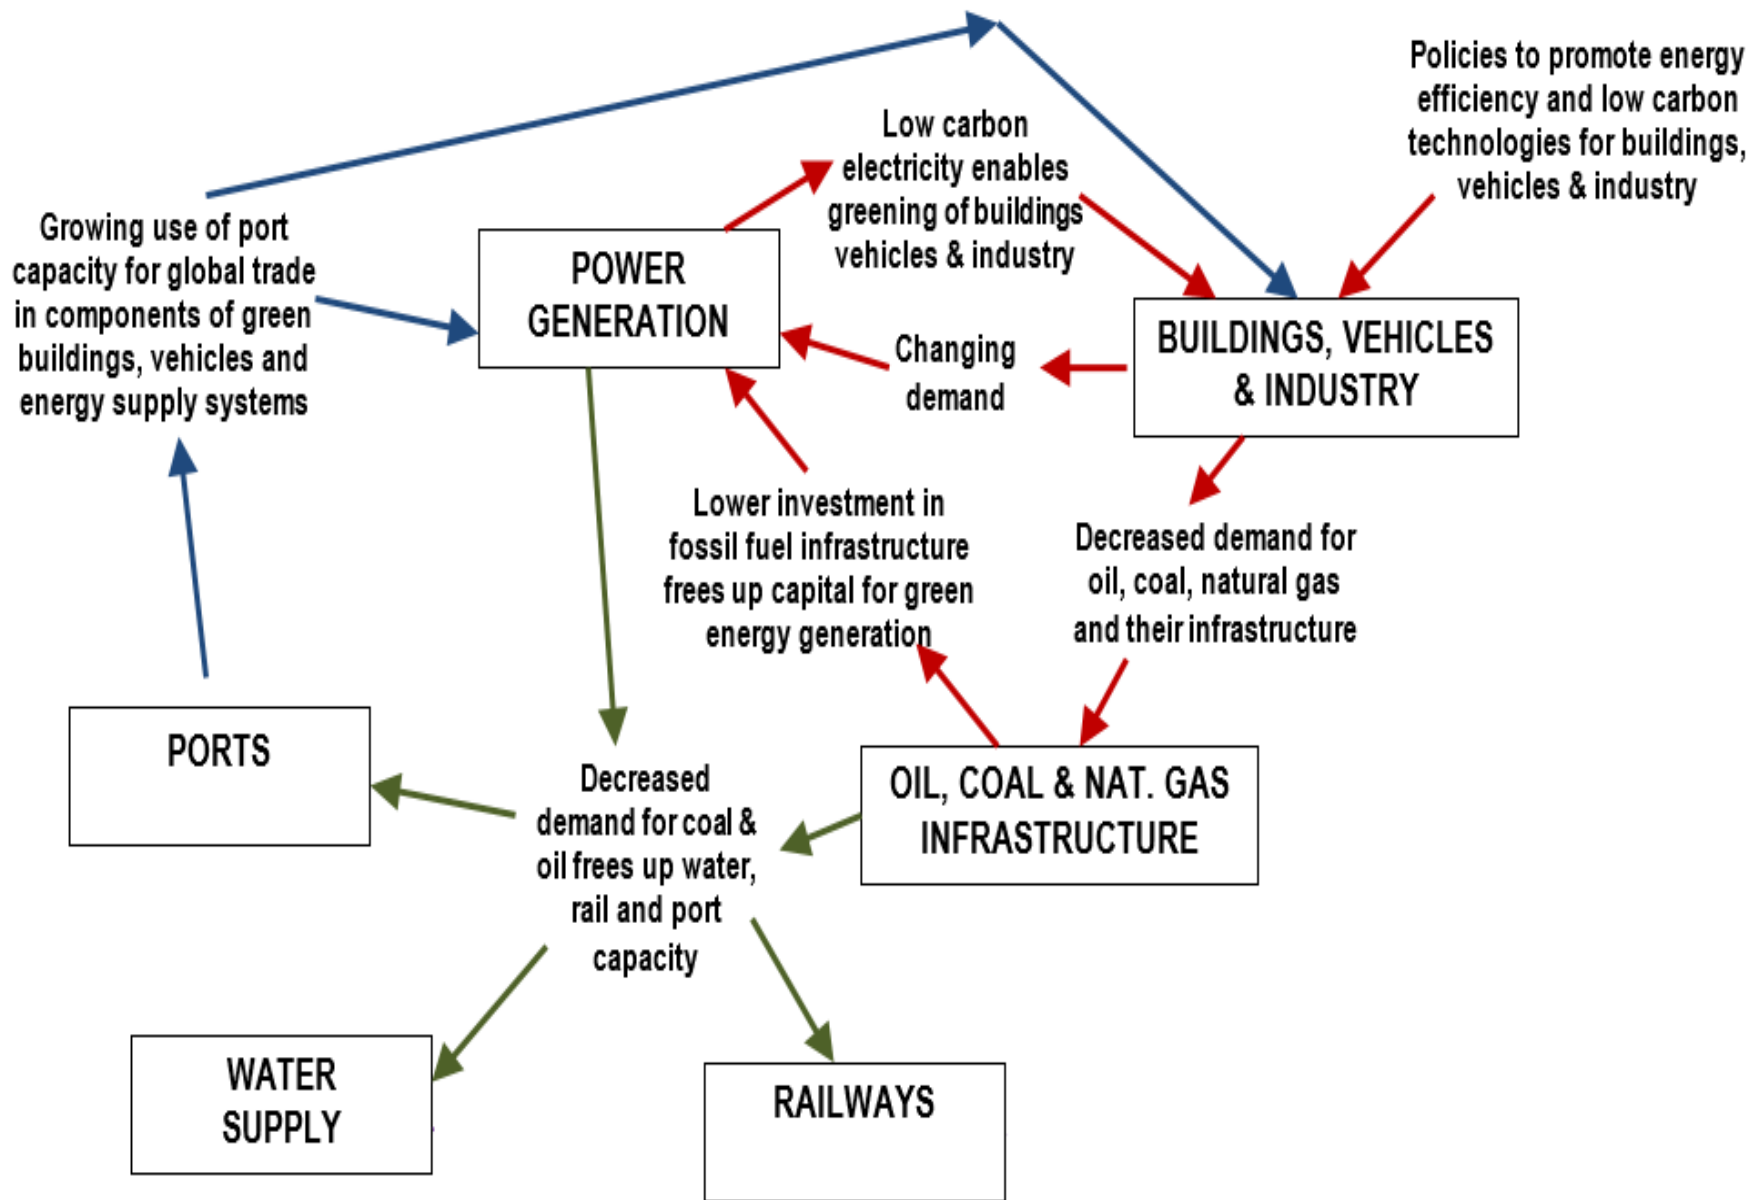 Policies to promote energy
efficiency and low carbon
technologies for buildings,
vehicles & industry
Low carbon
electricity enables
greening of buildings
vehicles & industry
Growing use of port
capacity for global trade
in components of green
buildings, vehicles and
energy supply systems
POWER
GENERATION
Changing
demand
BUILDINGS, VEHICLES
& INDUSTRY
Lower investment in
fossil fuel infrastructure
frees up capital for green
energy generation
Decreased demand for
oil, coal, natural gas
and their infrastructure
PORTS
Decreased
demand for coal &
oil frees up water,
rail and port
capacity
OIL, COAL & NAT. GAS
INFRASTRUCTURE
WATER
SUPPLY
RAILWAYS